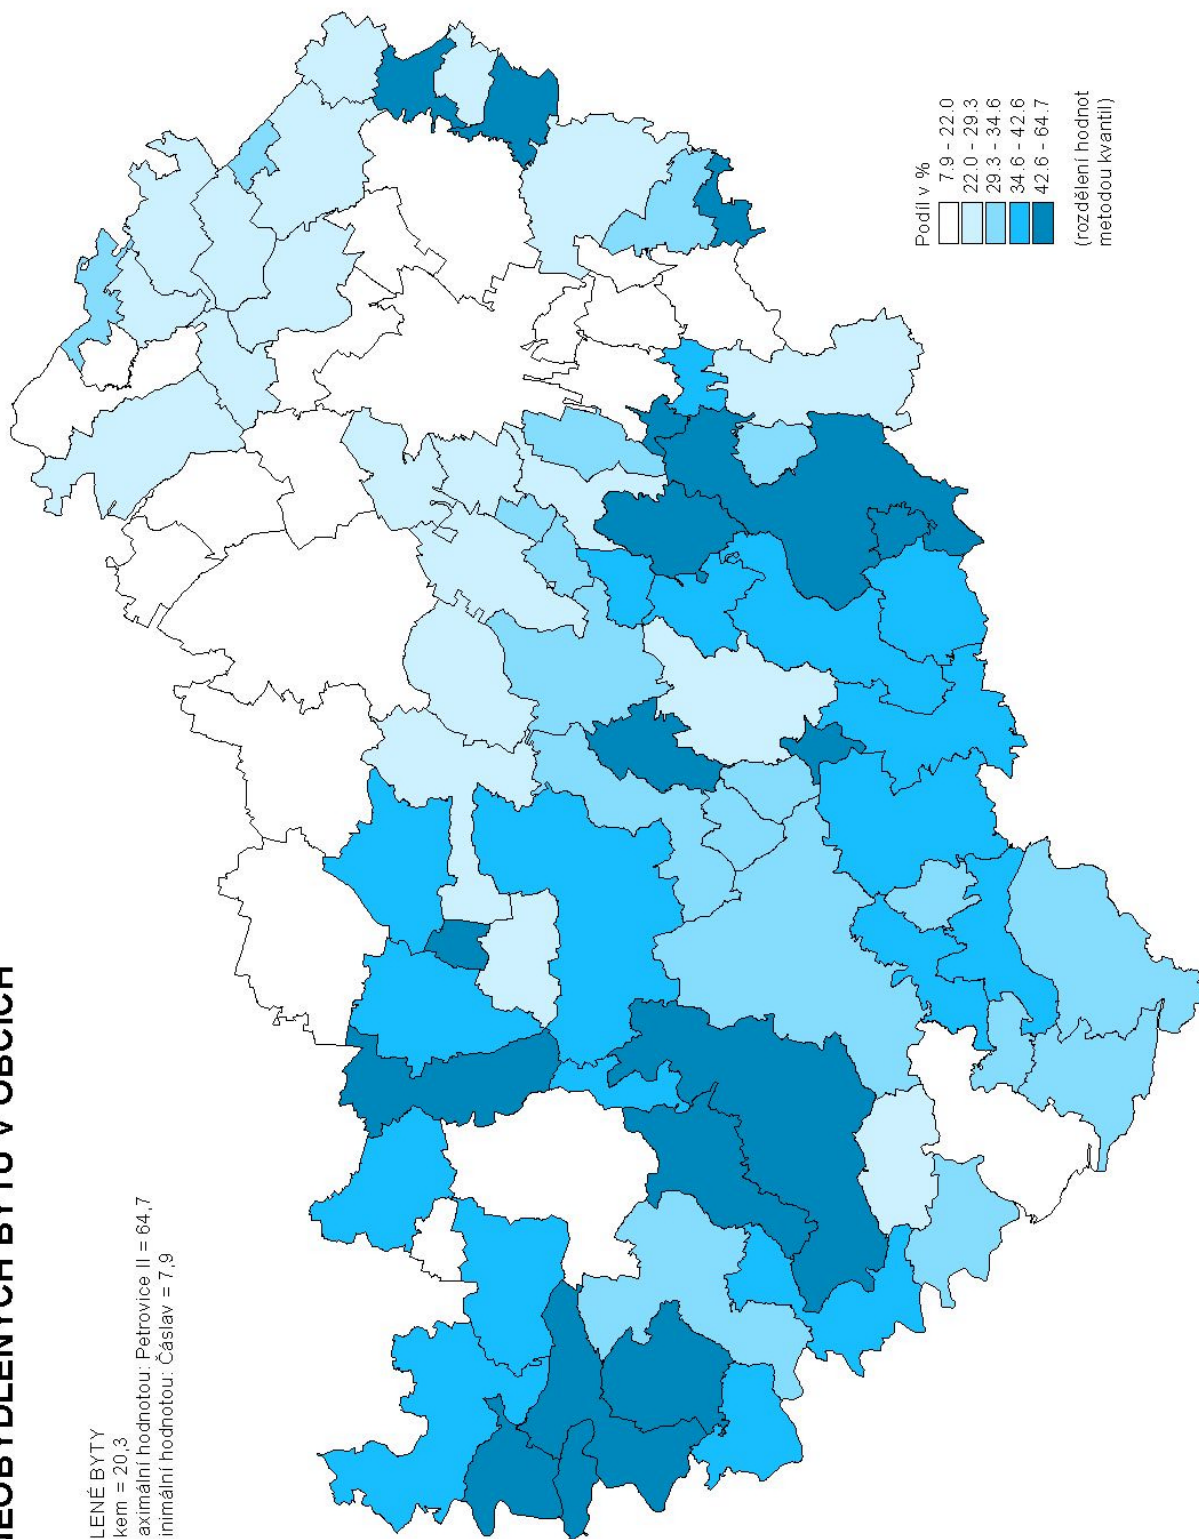 NEOBYDLENÝCH BYTŮ V OBCÍCH
LENÉ BYTY
kem = 20,3
aximální hodnotou: Petrovice II = 64,7
inimální hodnotou: Čáslav = 7,9
Podíl v %
7.9 - 22.0
22.0 - 29.3
29.3 - 34.6
34.6 - 42.6
42.6 - 64.7
(rozdělení hodnot
metodou kvantil)